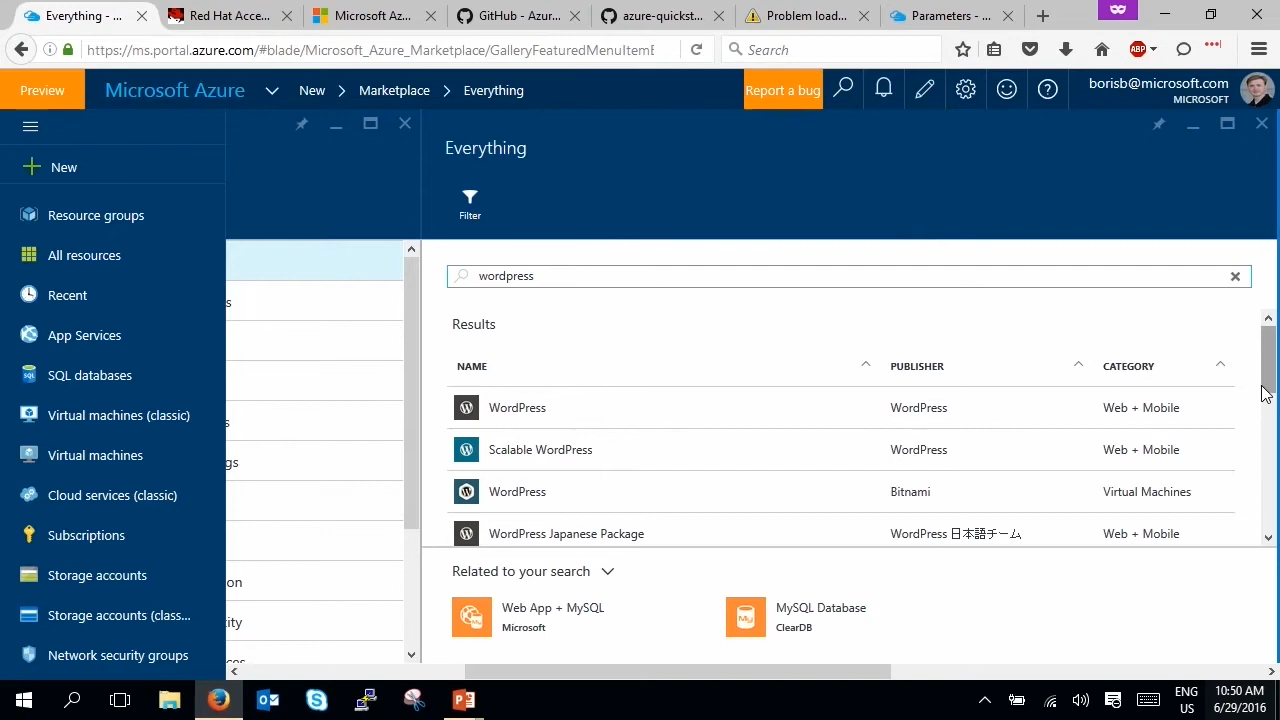 Everything - ...
Red Hat Acce...
Microsoft Az...
GitHub - Azur...
azure-quickst...
Problem load...
Parameters - ...
https://ms.portal.azure.com/#blade/Microsoft_Azure_Marketplace/GalleryFeaturedMenuItemB
Search
Preview
Microsoft Azure
New
Marketplace
Everything
Report a bug
borisb@microsoft.com
MICROSOFT
New
Resource groups
All resources
Recent
App Services
SQL databases
Virtual machines (classic)
Virtual machines
Cloud services (classic)
Subscriptions
Storage accounts
Storage accounts (class...
Network security groups
s
s
gs
on
ity
ces
Everything
Filter
wordpress
Results
NAME PUBLISHER CATEGORY
WordPress WordPress Web + Mobile
Scalable WordPress WordPress Web + Mobile
WordPress Bitnami Virtual Machines
WordPress Japanese Package WordPress 日本語チーム Web + Mobile
Related to your search
Web App + MySQL
Microsoft
MySQL Database
ClearDB
ENG
US
10:50 AM
6/29/2016